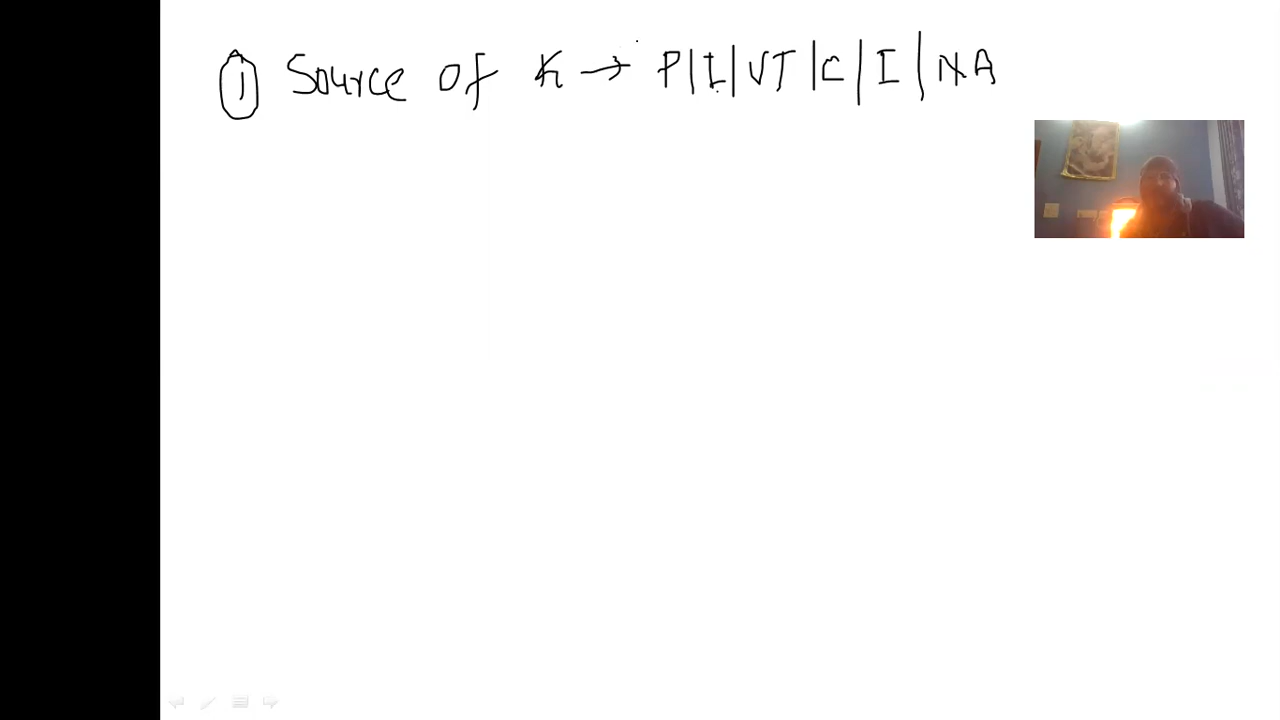 ① Source of K → P|I|VT|C|I|NA